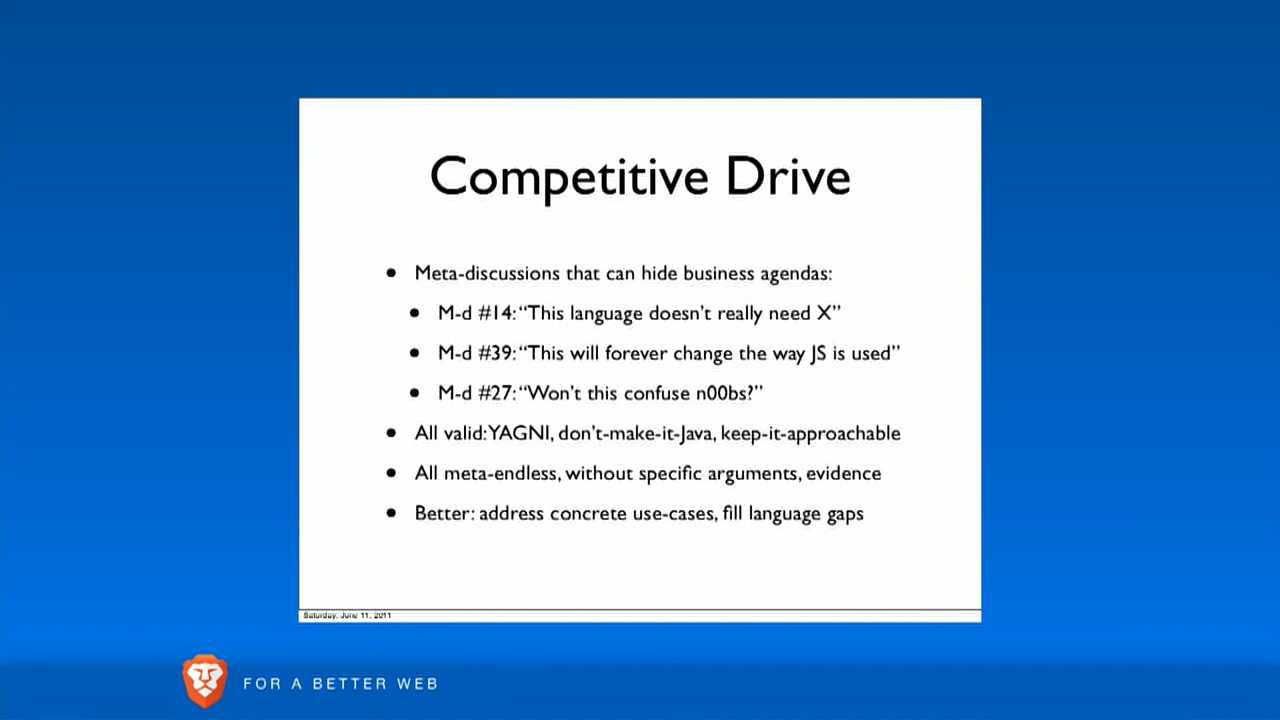 Competitive Drive
• Meta-discussions that can hide business agendas:
• M-d #14: “This language doesn’t really need X”
• M-d #39: “This will forever change the way JS is used”
• M-d #27: “Won’t this confuse n00bs?”
• All valid: YAGNI, don’t-make-it-Java, keep-it-approachable
• All meta-endless, without specific arguments, evidence
• Better: address concrete use-cases, fill language gaps
Saturday, June 11, 2011
FOR A BETTER WEB